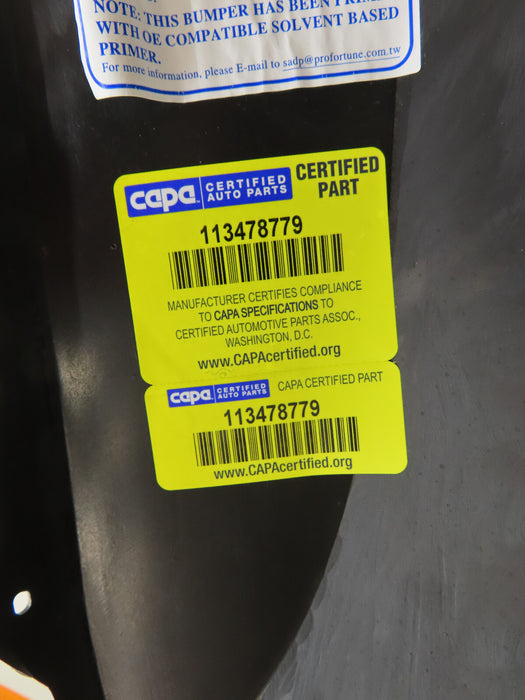 NOTE: THIS BUMPER HAS BEEN
WITH OE COMPATIBLE SOLVENT BASED
PRIMER.
For more information, please E-mail to sadp@profortune.com.tw
capa CERTIFIED AUTO PARTS
CERTIFIED PART
113478779
MANUFACTURER CERTIFIES COMPLIANCE
TO CAPA SPECIFICATIONS TO
CERTIFIED AUTOMOTIVE PARTS ASSOC.,
WASHINGTON, D.C.
www.CAPAcertified.org
capa CERTIFIED AUTO PARTS CAPA CERTIFIED PART
113478779
www.CAPAcertified.org